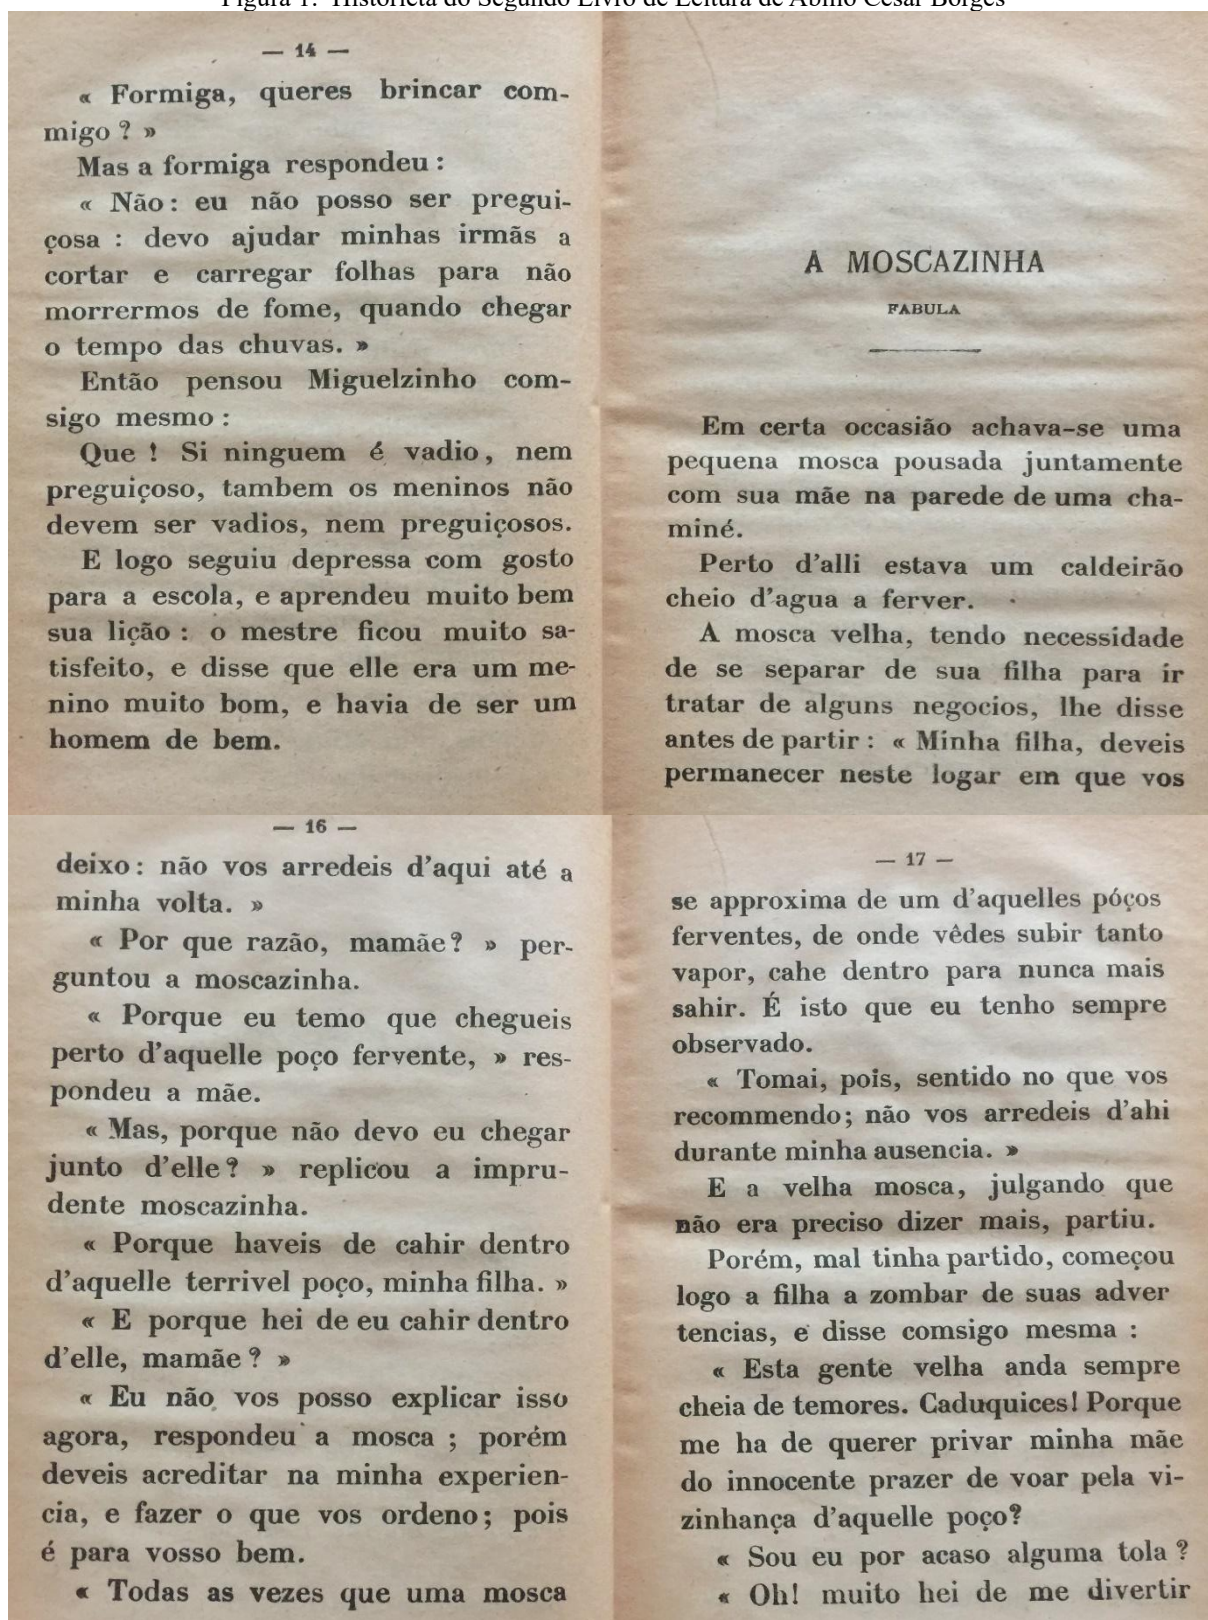 Figura 1: Historieta do Segundo Livro de Leitura de Abílio César Borges
— 14 —
« Formiga, queres brincar com-
migo ? »
Mas a formiga respondeu :
« Não : eu não posso ser pregui-
çosa : devo ajudar minhas irmãs a
cortar e carregar folhas para não
morrermos de fome, quando chegar
o tempo das chuvas. »
Então pensou Miguelzinho com-
sigo mesmo :
Que ! Si ninguem é vadio, nem
preguiçoso, tambem os meninos não
devem ser vadios, nem preguiçosos.
E logo seguiu depressa com gosto
para a escola, e aprendeu muito bem
sua lição : o mestre ficou muito sa-
tisfeito, e disse que elle era um me-
nino muito bom, e havia de ser um
homem de bem.
A MOSCAZINHA
FABULA
Em certa occasião achava-se uma
pequena mosca pousada juntamente
com sua mãe na parede de uma cha-
miné.
Perto d'alli estava um caldeirão
cheio d'agua a ferver.
A mosca velha, tendo necessidade
de se separar de sua filha para ir
tratar de alguns negocios, lhe disse
antes de partir : « Minha filha, deveis
permanecer neste logar em que vos
— 16 —
deixo : não vos arredeis d'aqui até a
minha volta. »
« Por que razão, mamãe? » per-
guntou a moscazinha.
« Porque eu temo que chegueis
perto d'aquelle poço fervente, » res-
pondeu a mãe.
« Mas, porque não devo eu chegar
junto d'elle? » replicou a impru-
dente moscazinha.
« Porque haveis de cahir dentro
d'aquelle terrivel poço, minha filha. »
« E porque hei de eu cahir dentro
d'elle, mamãe ? »
« Eu não vos posso explicar isso
agora, respondeu a mosca ; porém
deveis acreditar na minha experien-
cia, e fazer o que vos ordeno; pois
é para vosso bem.
« Todas as vezes que uma mosca
— 17 —
se approxima de um d'aquelles póços
ferventes, de onde vêdes subir tanto
vapor, cahe dentro para nunca mais
sahir. É isto que eu tenho sempre
observado.
« Tomai, pois, sentido no que vos
recommendo; não vos arredeis d'ahi
durante minha ausencia. »
E a velha mosca, julgando que
não era preciso dizer mais, partiu.
Porém, mal tinha partido, começou
logo a filha a zombar de suas adver
tencias, e disse comsigo mesma :
« Esta gente velha anda sempre
cheia de temores. Caduquices! Porque
me ha de querer privar minha mãe
do innocente prazer de voar pela vi-
zinhança d'aquelle poço?
« Sou eu por acaso alguma tola ?
« Oh! muito hei de me divertir